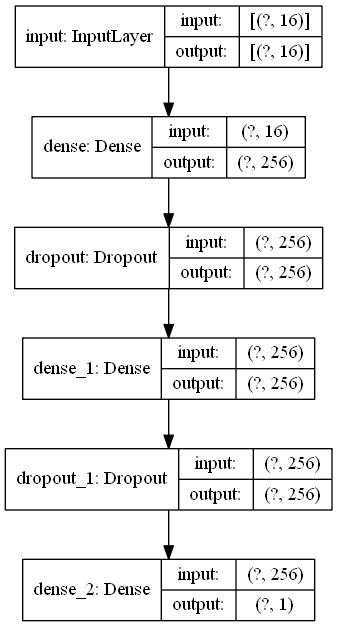 input: InputLayer
input: [(?, 16)]
output: [(?, 16)]
dense: Dense
input: (?, 16)
output: (?, 256)
dropout: Dropout
input: (?, 256)
output: (?, 256)
dense_1: Dense
input: (?, 256)
output: (?, 256)
dropout_1: Dropout
input: (?, 256)
output: (?, 256)
dense_2: Dense
input: (?, 256)
output: (?, 1)